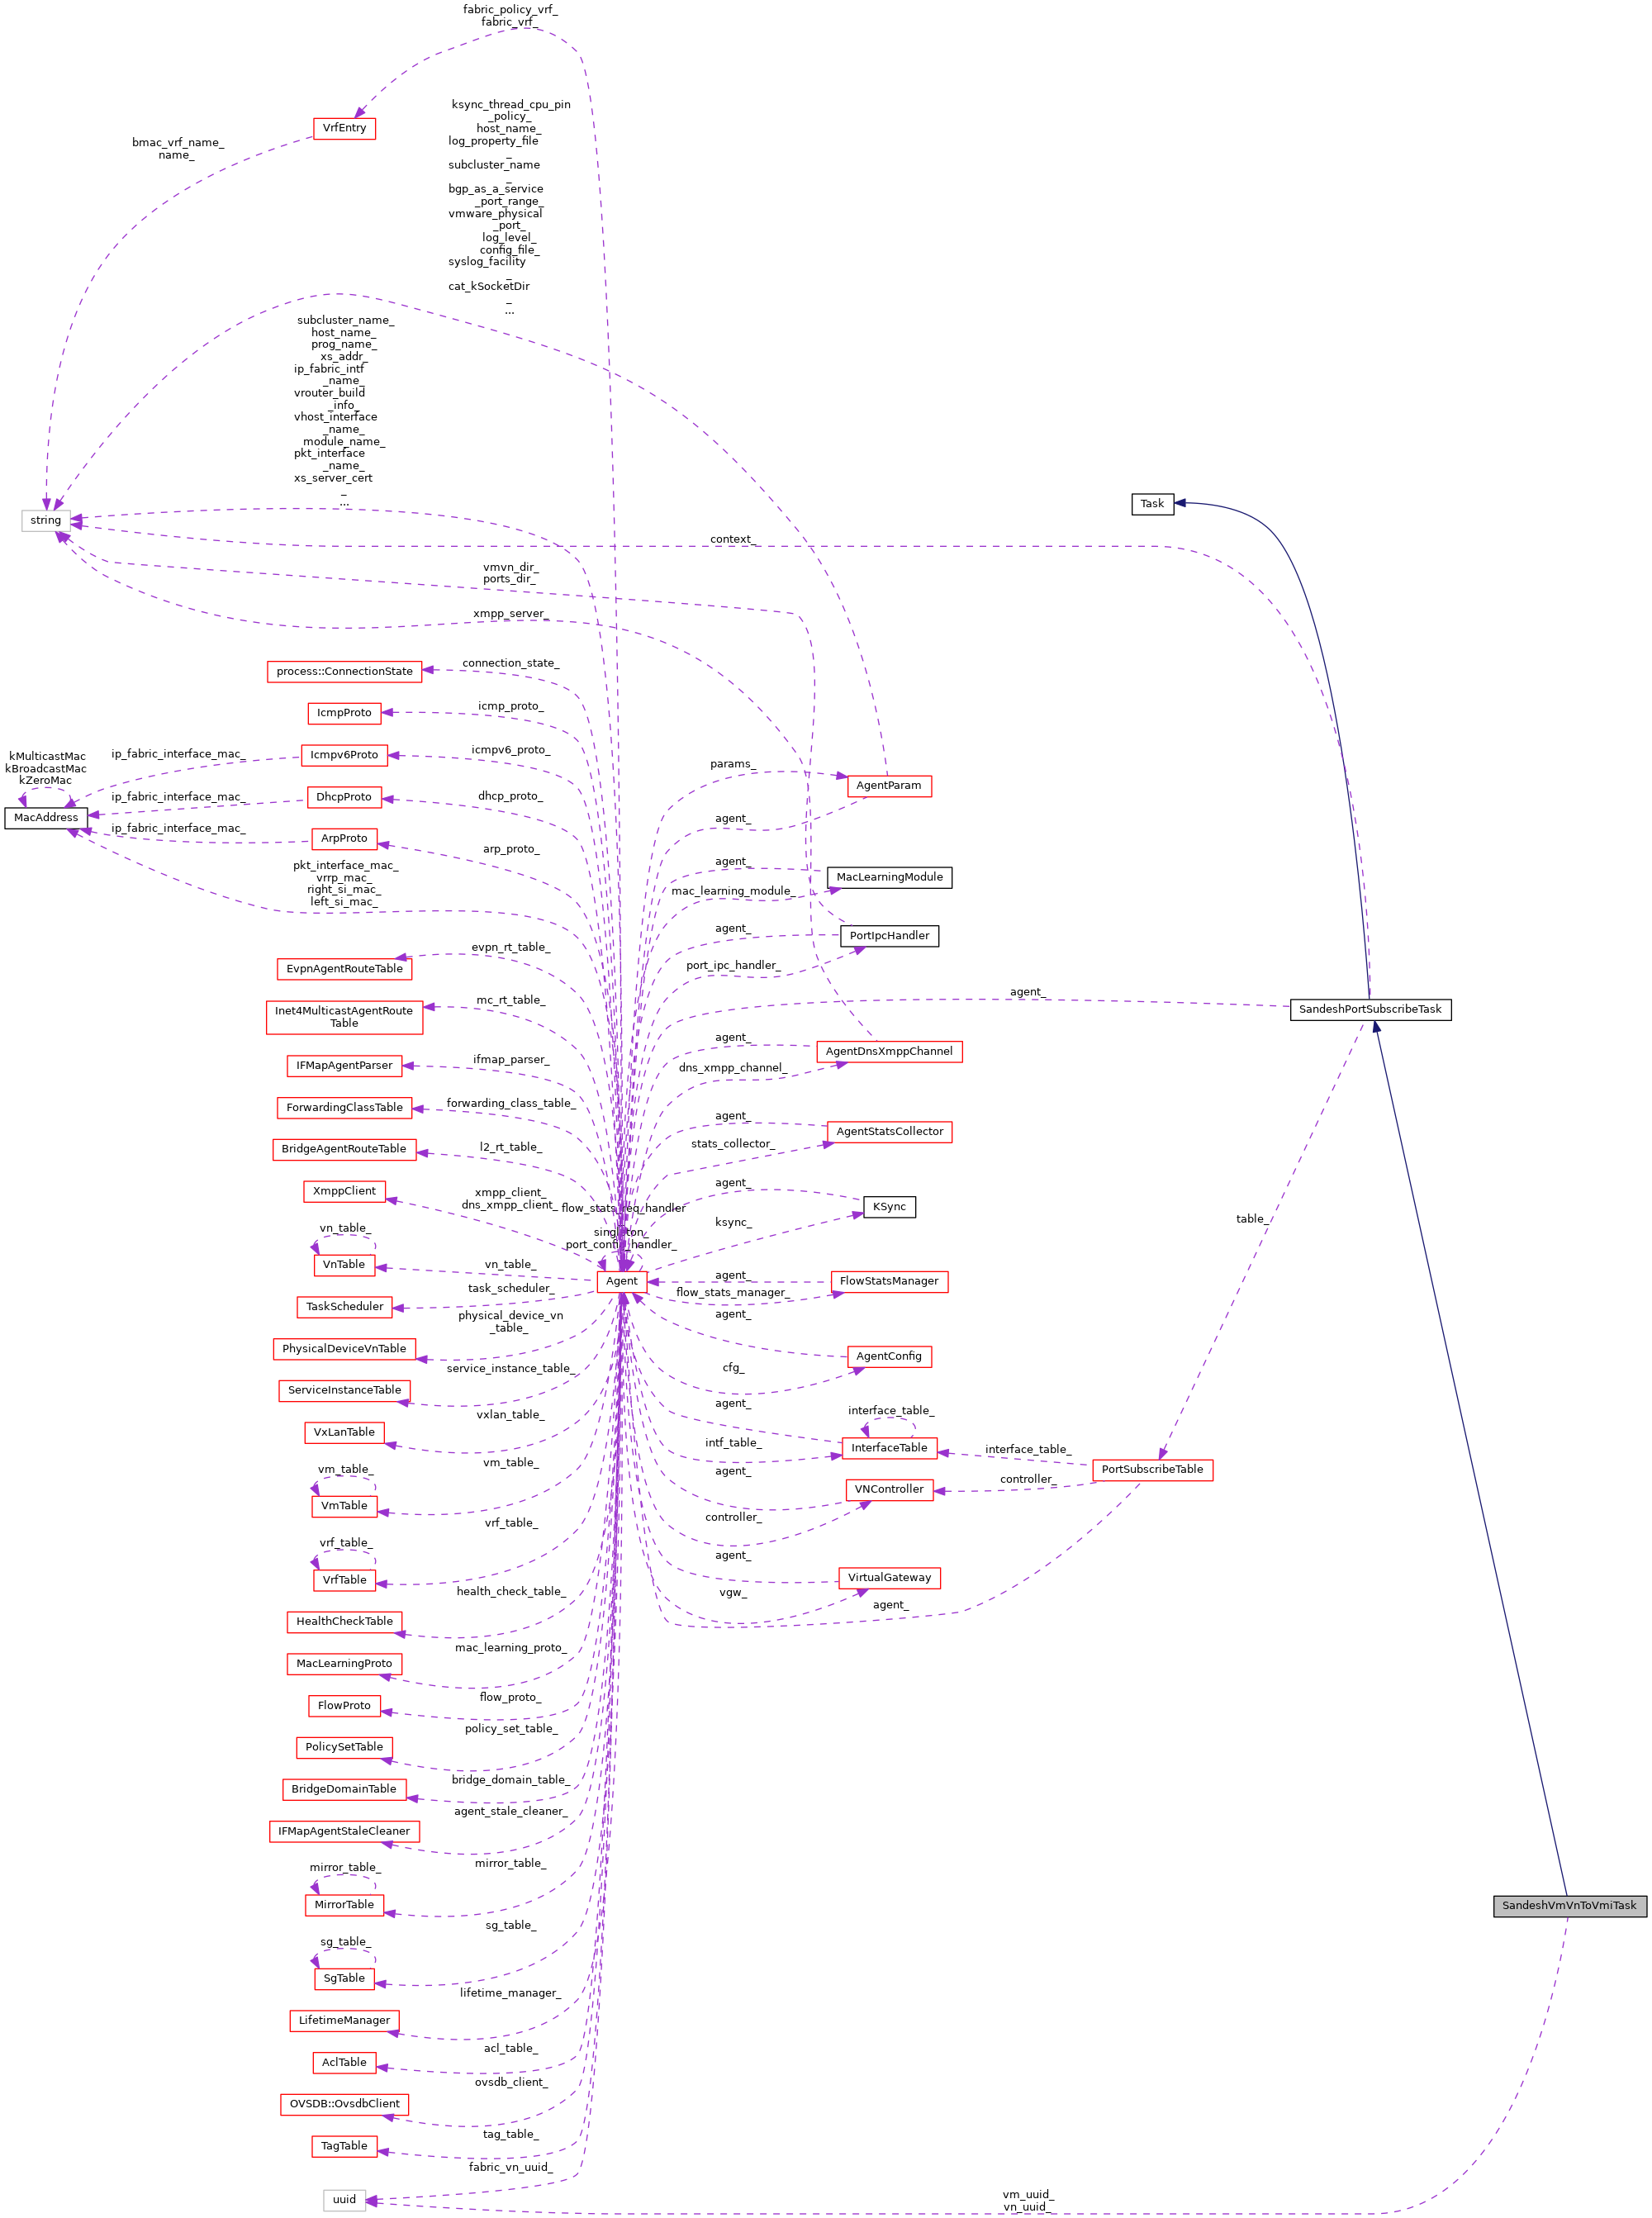 fabric_policy_vrf_
fabric_vrf_
ksync_thread_cpu_pin
_policy_
host_name_
log_property_file
_
subcluster_name
_
bgp_as_a_service
_port_range_
vmware_physical
_port_
log_level_
config_file_
syslog_facility
_
cat_kSocketDir
_
...
VrfEntry
bmac_vrf_name_
name_
subcluster_name_
host_name_
prog_name_
xs_addr_
ip_fabric_intf
_name_
vrouter_build
_info_
vhost_interface
_name_
module_name_
pkt_interface
_name_
xs_server_cert
_
...
string
Task
context_
vmvn_dir_
ports_dir_
xmpp_server_
process::ConnectionState
connection_state_
IcmpProto
icmp_proto_
Icmpv6Proto
icmpv6_proto_
ip_fabric_interface_mac_
kMulticastMac
kBroadcastMac
kZeroMac
MacAddress
DhcpProto
dhcp_proto_
ip_fabric_interface_mac_
ArpProto
arp_proto_
ip_fabric_interface_mac_
pkt_interface_mac_
vrrp_mac_
right_si_mac_
left_si_mac_
params_
AgentParam
agent_
agent_
MacLearningModule
mac_learning_module_
agent_
PortIpcHandler
port_ipc_handler_
EvpnAgentRouteTable
evpn_rt_table_
Inet4MulticastAgentRoute
Table
mc_rt_table_
agent_
SandeshPortSubscribeTask
IFMapAgentParser
ifmap_parser_
agent_
AgentDnsXmppChannel
dns_xmpp_channel_
ForwardingClassTable
forwarding_class_table_
agent_
AgentStatsCollector
stats_collector_
BridgeAgentRouteTable
l2_rt_table_
XmppClient
xmpp_client_
dns_xmpp_client_
flow_stats_req_handler
_
singleton_
port_config_handler_
agent_
KSync
ksync_
table_
vn_table_
VnTable
vn_table_
Agent
agent_
FlowStatsManager
flow_stats_manager_
TaskScheduler
task_scheduler_
agent_
PhysicalDeviceVnTable
physical_device_vn
_table_
AgentConfig
cfg_
ServiceInstanceTable
service_instance_table_
agent_
interface_table_
InterfaceTable
intf_table_
interface_table_
PortSubscribeTable
VxLanTable
vxlan_table_
agent_
VNController
controller_
controller_
vm_table_
VmTable
vm_table_
vrf_table_
VrfTable
vrf_table_
agent_
VirtualGateway
vgw_
agent_
HealthCheckTable
health_check_table_
MacLearningProto
mac_learning_proto_
FlowProto
flow_proto_
PolicySetTable
policy_set_table_
BridgeDomainTable
bridge_domain_table_
IFMapAgentStaleCleaner
agent_stale_cleaner_
mirror_table_
MirrorTable
mirror_table_
SandeshVmVnToVmiTask
sg_table_
SgTable
sg_table_
LifetimeManager
lifetime_manager_
AclTable
acl_table_
OVSDB::OvsdbClient
ovsdb_client_
TagTable
tag_table_
uuid
fabric_vn_uuid_
vm_uuid_
vn_uuid_